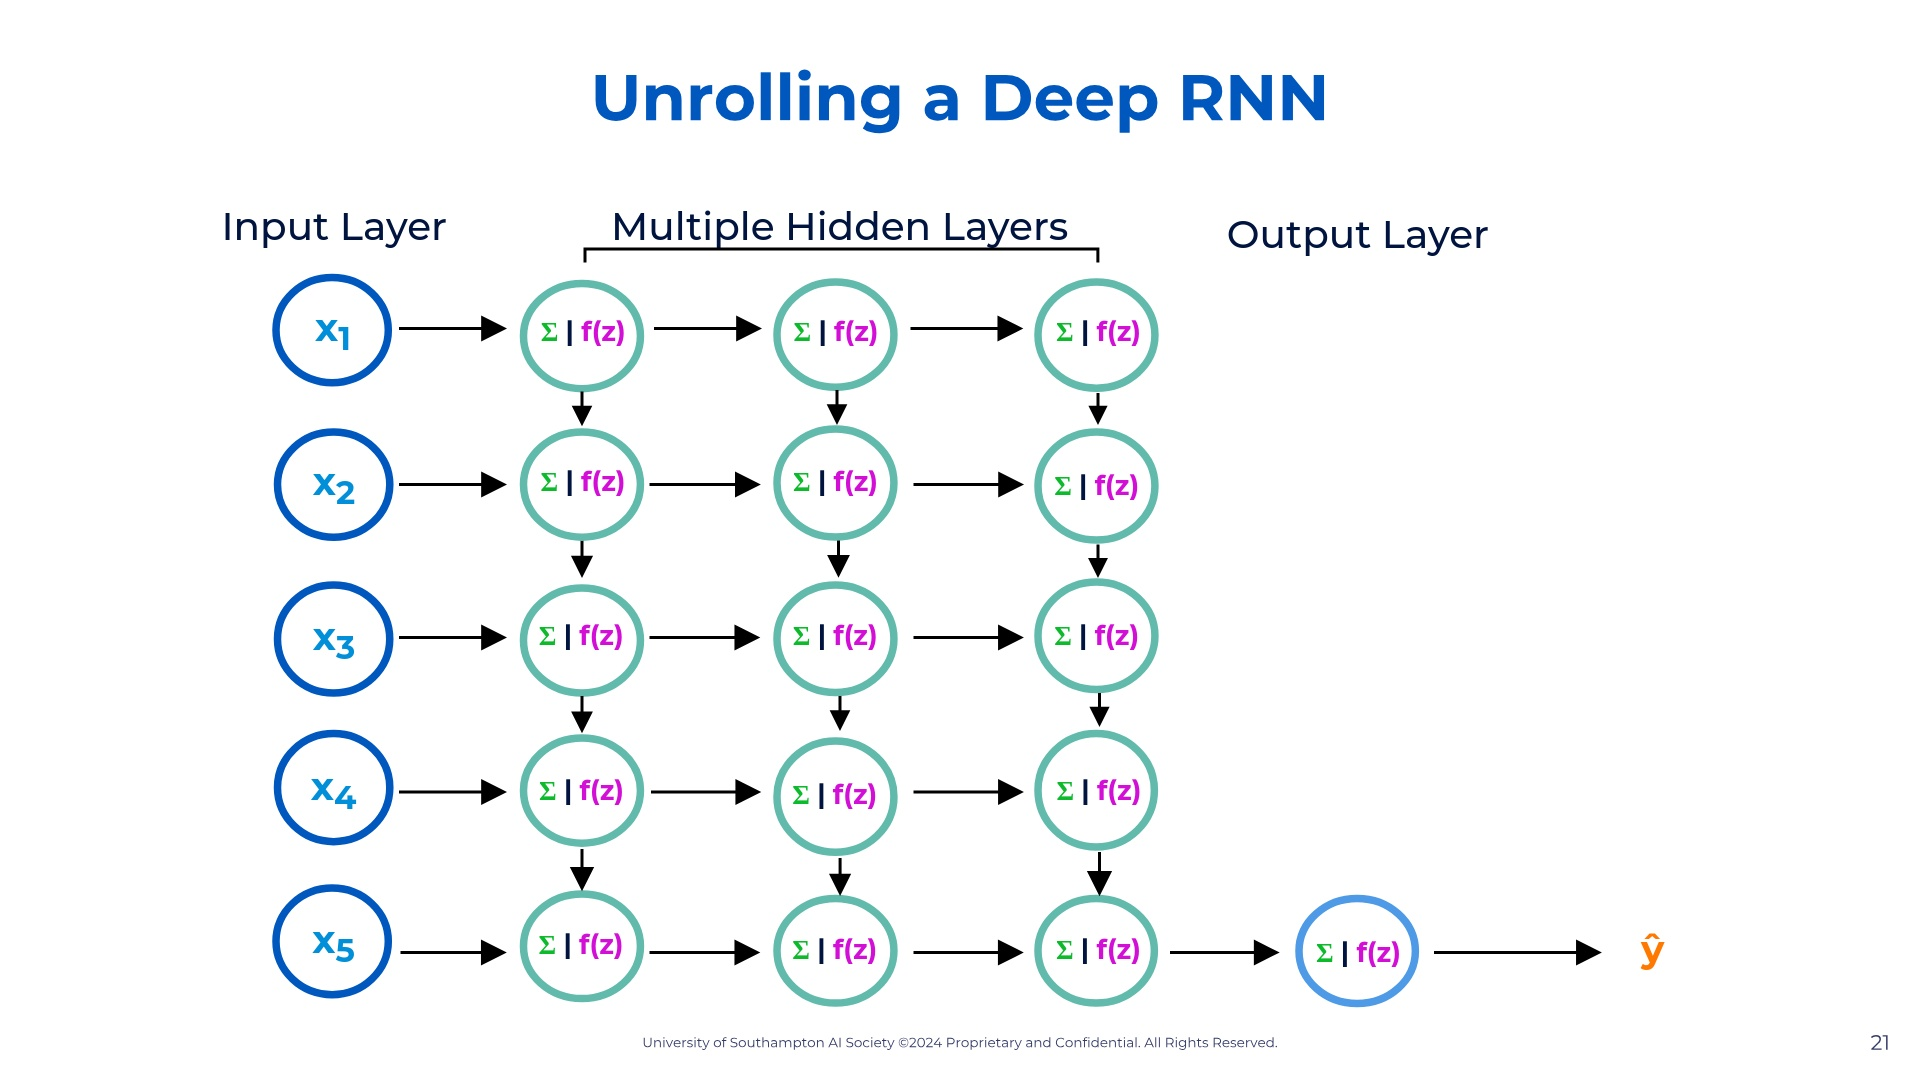 Unrolling a Deep RNN
Input Layer
Multiple Hidden Layers
Output Layer
x₁ Σ | f(z) Σ | f(z) Σ | f(z)
x₂ Σ | f(z) Σ | f(z) Σ | f(z)
x₃ Σ | f(z) Σ | f(z) Σ | f(z)
x₄ Σ | f(z) Σ | f(z) Σ | f(z)
x₅ Σ | f(z) Σ | f(z) Σ | f(z) Σ | f(z) ŷ
University of Southampton AI Society ©2024 Proprietary and Confidential. All Rights Reserved.
21